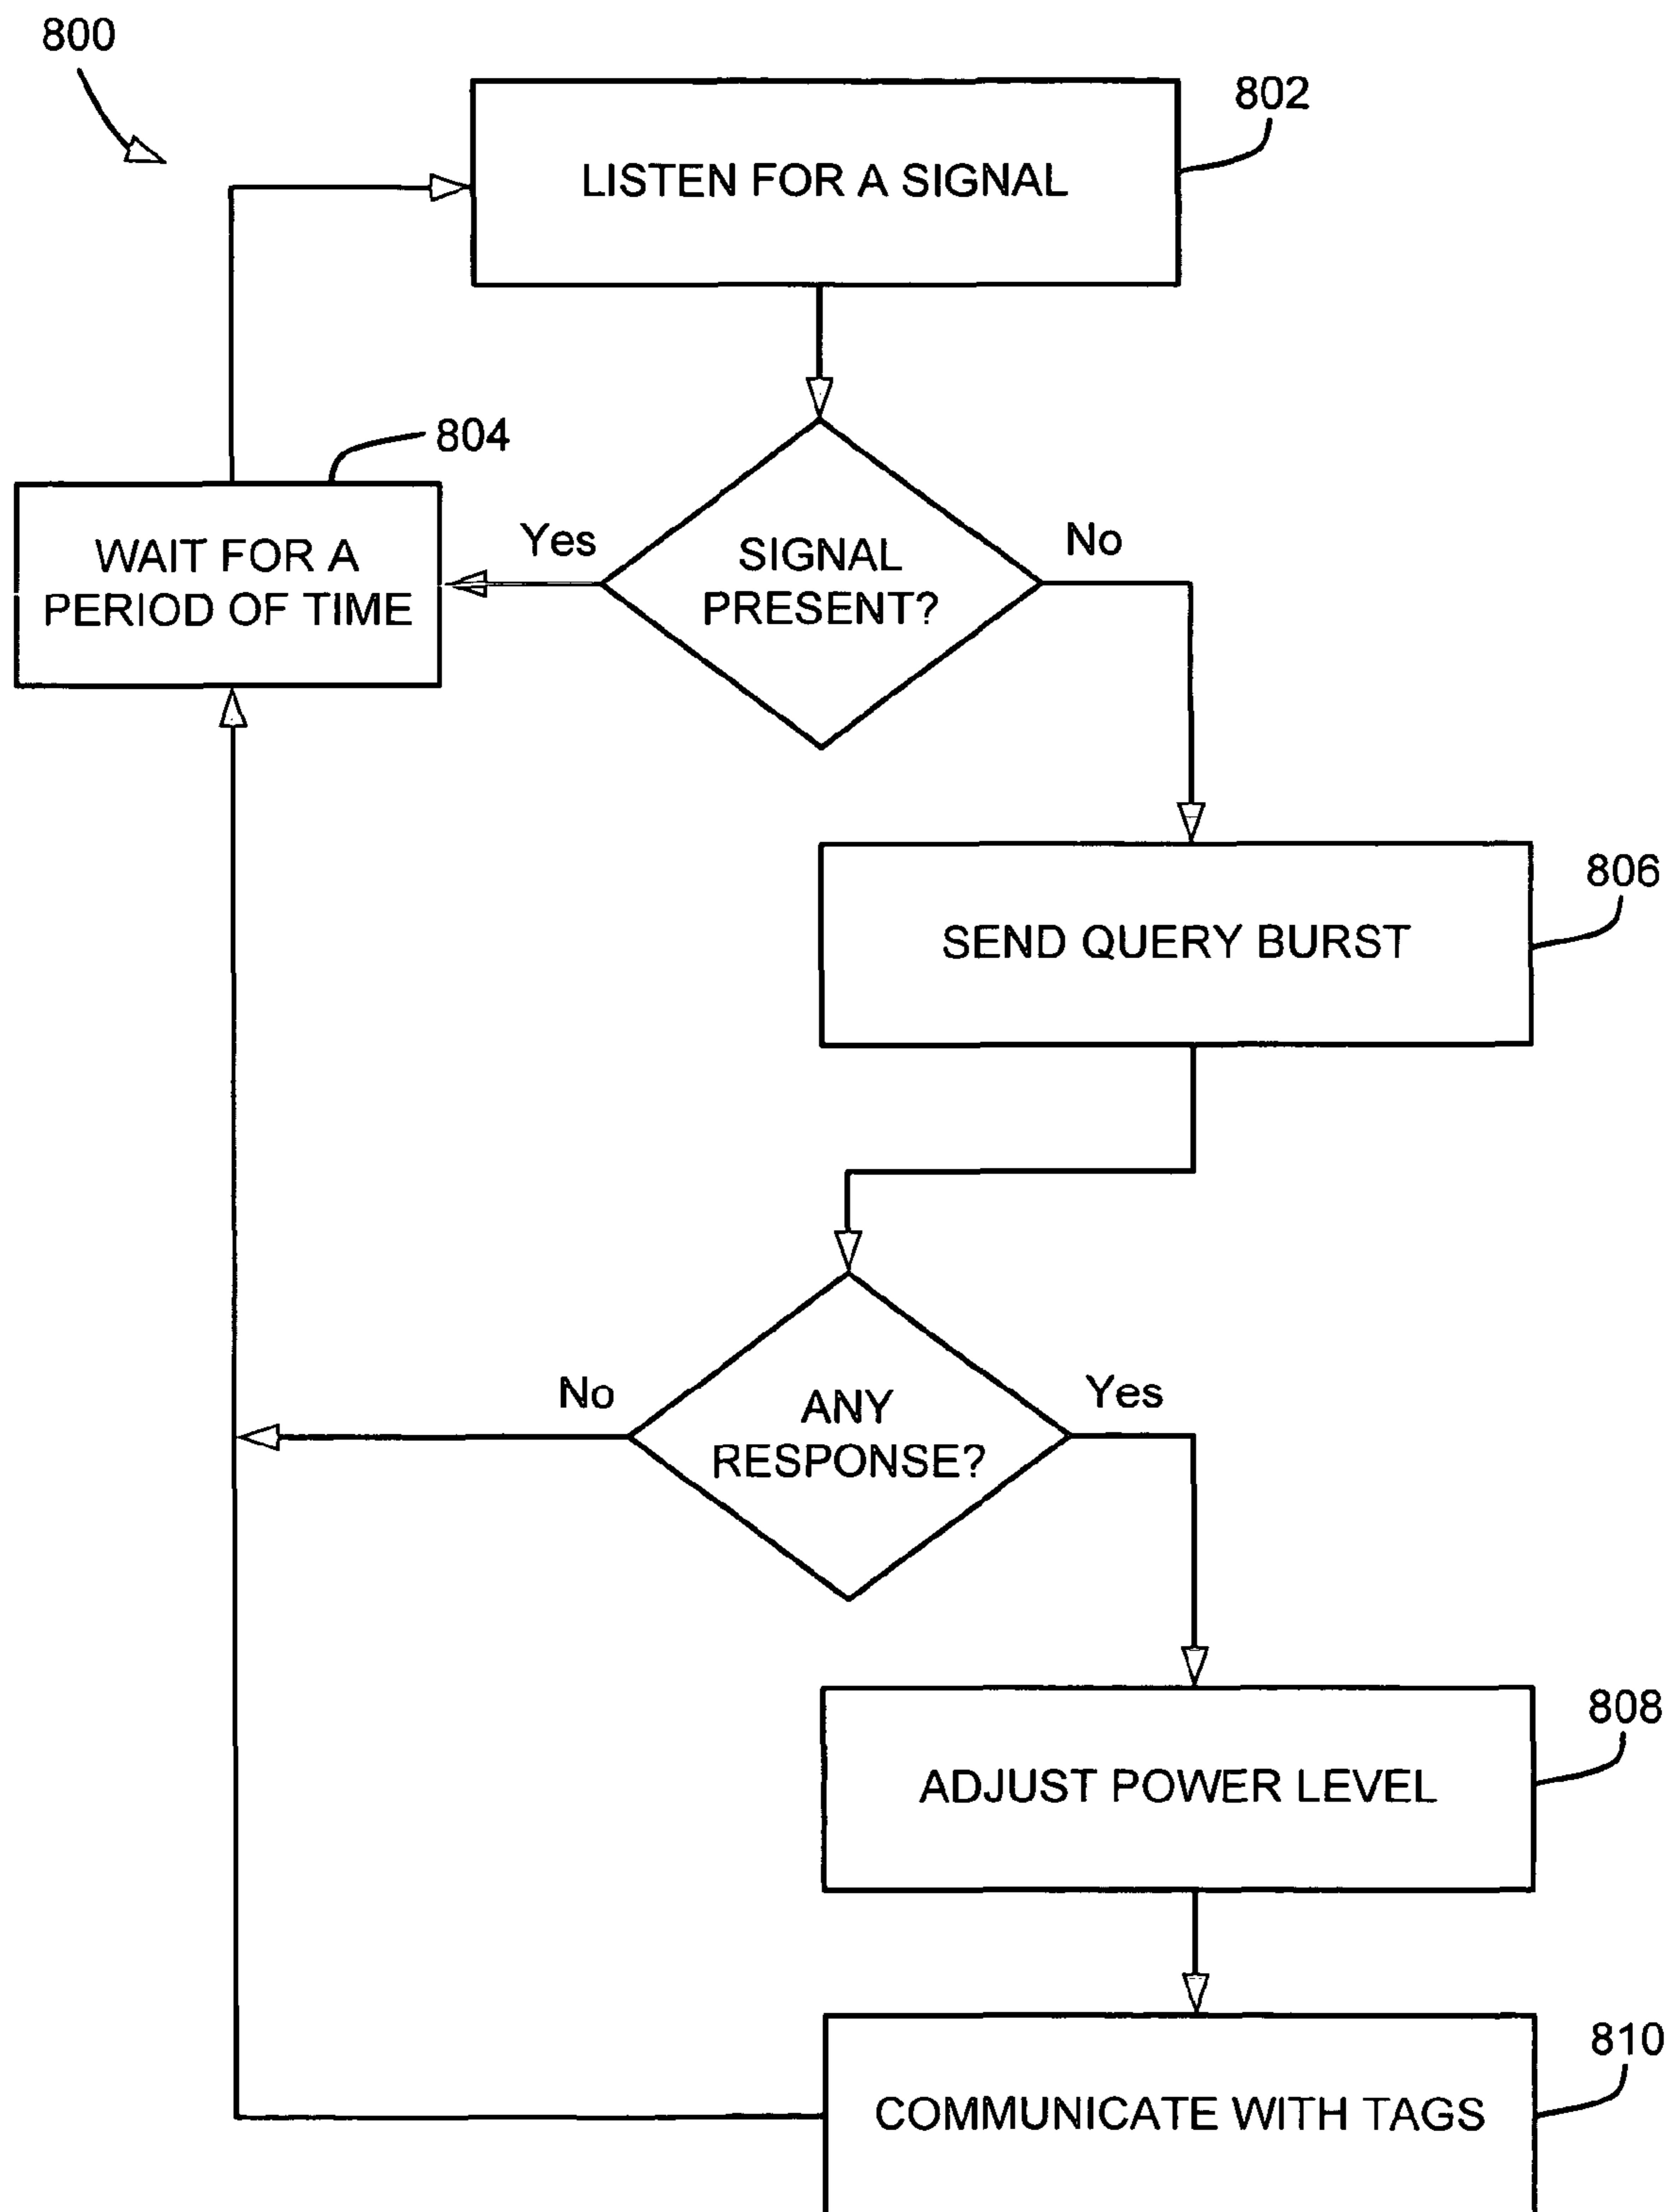 800
802
LISTEN FOR A SIGNAL
804
WAIT FOR A
PERIOD OF TIME
Yes
SIGNAL
PRESENT?
No
806
SEND QUERY BURST
No
ANY
RESPONSE?
Yes
808
ADJUST POWER LEVEL
810
COMMUNICATE WITH TAGS